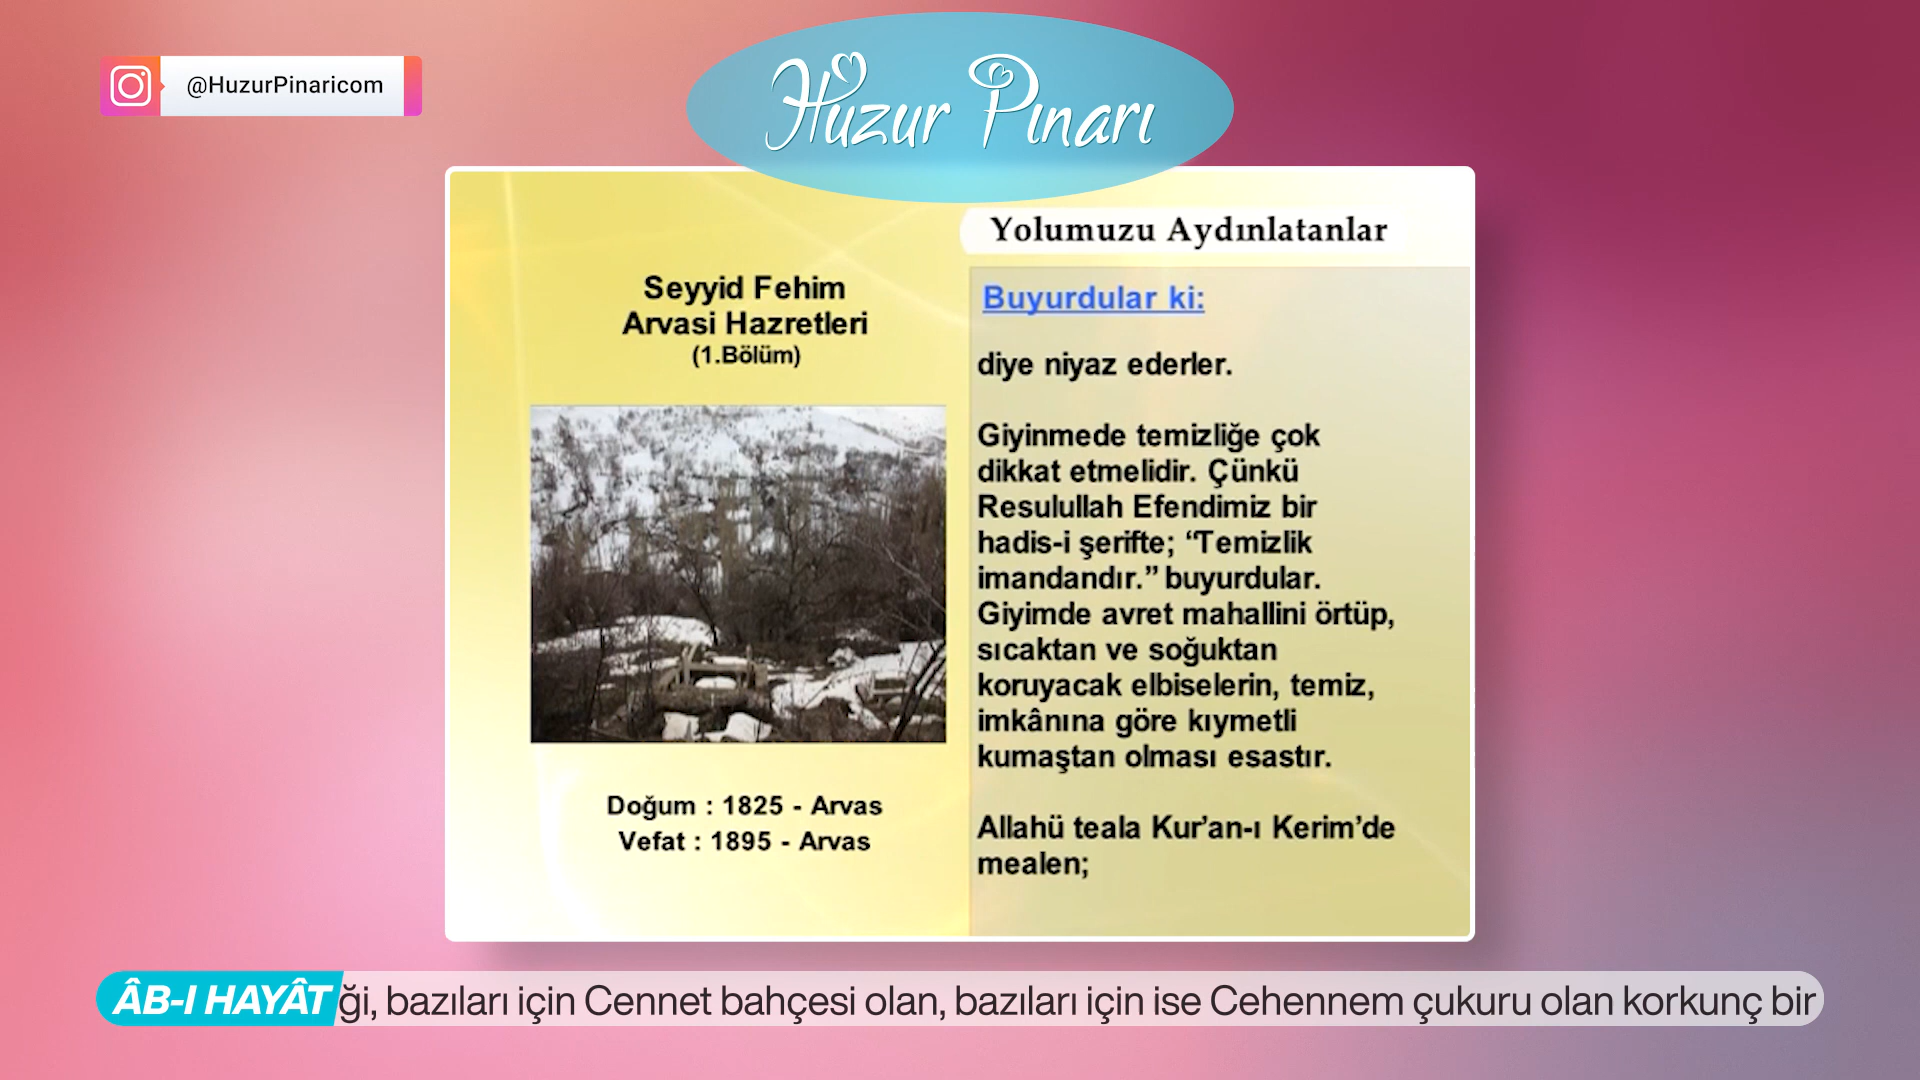 @HuzurPinaricom
Huzur Pınarı
Yolumuzu Aydınlatanlar
Seyyid Fehim
Arvasi Hazretleri
(1.Bölüm)
Doğum : 1825 - Arvas
Vefat : 1895 - Arvas
Buyurdular ki:
diye niyaz ederler.
Giyinmede temizliğe çok
dikkat etmelidir. Çünkü
Resulullah Efendimiz bir
hadis-i şerifte; “Temizlik
imandandır.” buyurdular.
Giyimde avret mahallini örtüp,
sıcaktan ve soğuktan
koruyacak elbiselerin, temiz,
imkânına göre kıymetli
kumaştan olması esastır.
Allahü teala Kur’an-ı Kerim’de
mealen;
ÂB-I HAYÂT ği, bazıları için Cennet bahçesi olan, bazıları için ise Cehennem çukuru olan korkunç bir